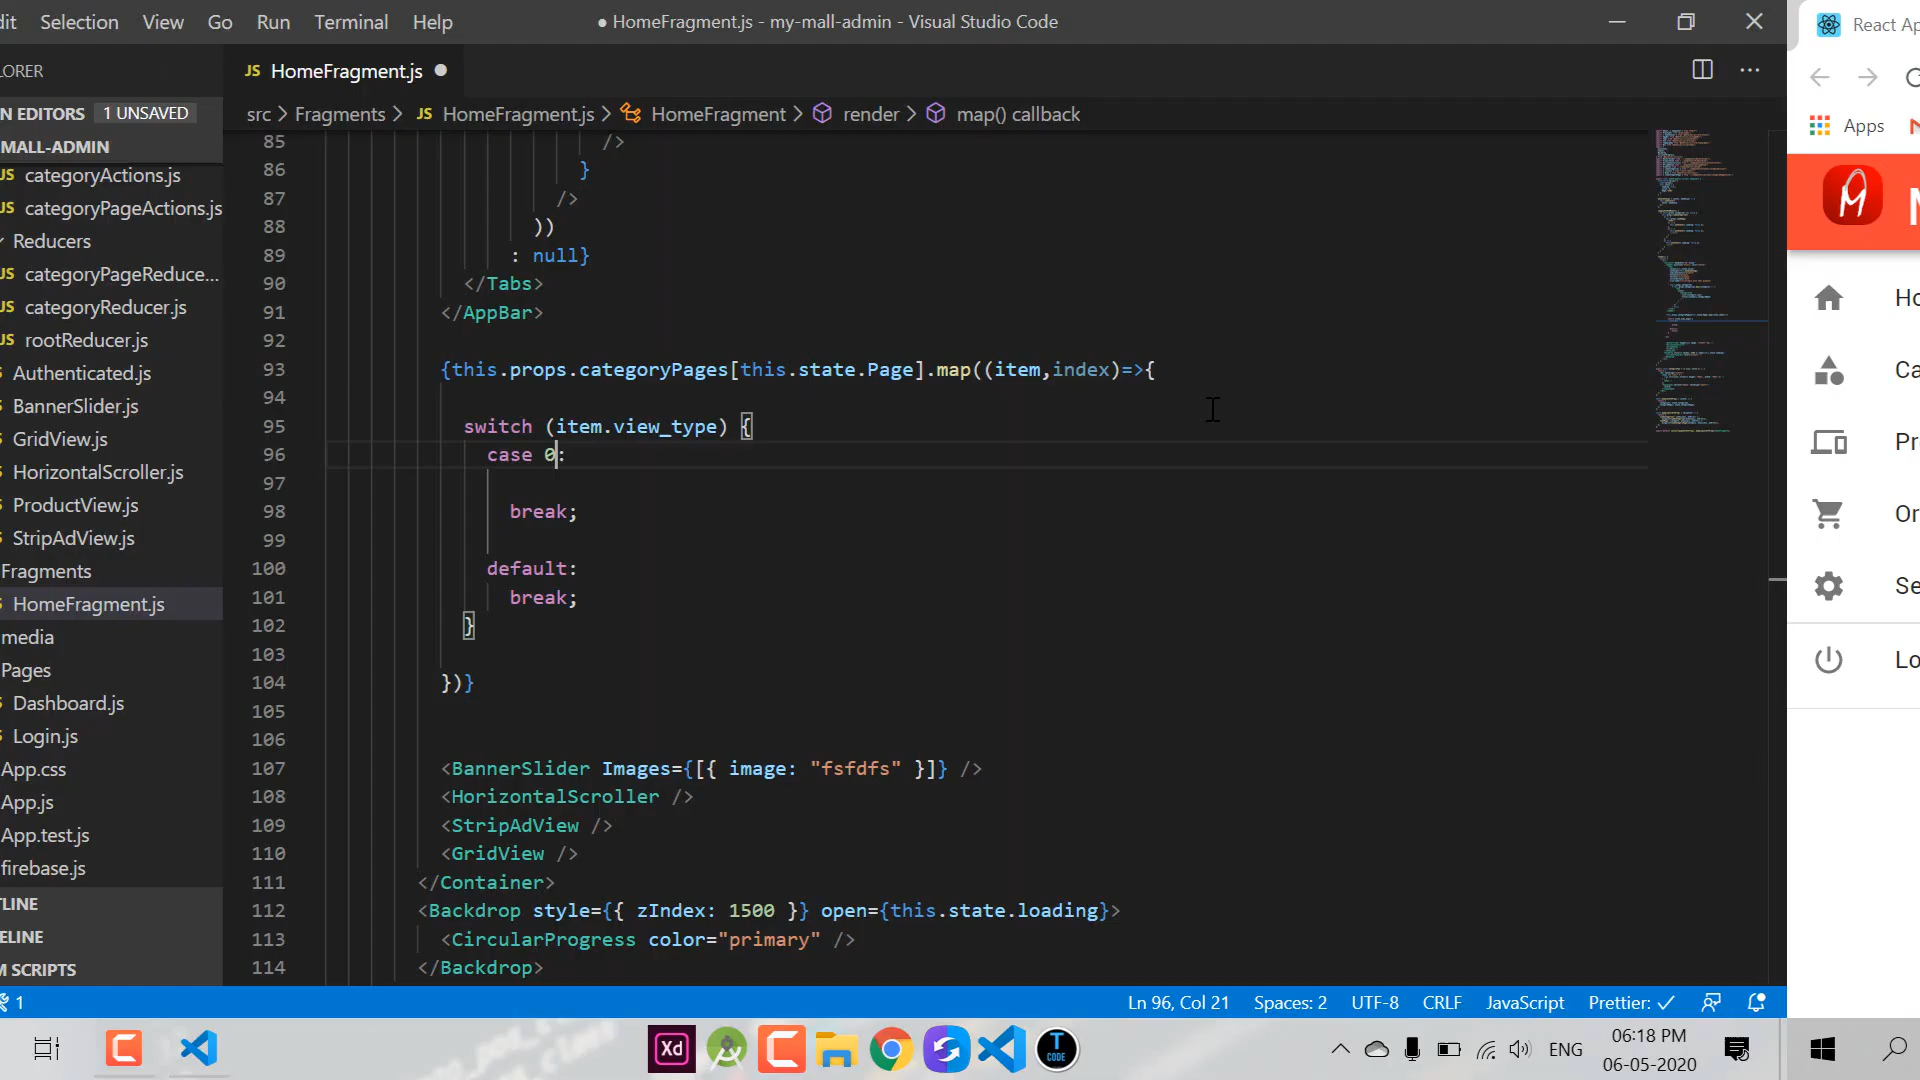 dit Selection View Go Run Terminal Help ● HomeFragment.js - my-mall-admin - Visual Studio Code
LORER
N EDITORS 1 UNSAVED
MALL-ADMIN
JS categoryActions.js
JS categoryPageActions.js
Reducers
JS categoryPageReduce...
JS categoryReducer.js
rootReducer.js
Authenticated.js
BannerSlider.js
GridView.js
HorizontalScroller.js
ProductView.js
StripAdView.js
Fragments
HomeFragment.js
media
Pages
Dashboard.js
Login.js
App.css
App.js
App.test.js
firebase.js
TLINE
ELINE
M SCRIPTS
JS HomeFragment.js ●
src > Fragments > JS HomeFragment.js > HomeFragment > render > map() callback
85 />
86 }
87 />
88 ))
89 : null}
90 </Tabs>
91 </AppBar>
92
93 {this.props.categoryPages[this.state.Page].map((item,index)=>{
94
95 switch (item.view_type) {
96 case 0:
97
98 break;
99
100 default:
101 break;
102 }
103
104 })}
105
106
107 <BannerSlider Images={[{ image: "fsfdfs" }]} />
108 <HorizontalScroller />
109 <StripAdView />
110 <GridView />
111 </Container>
112 <Backdrop style={{ zIndex: 1500 }} open={this.state.loading}>
113 <CircularProgress color="primary" />
114 </Backdrop>
1 Ln 96, Col 21 Spaces: 2 UTF-8 CRLF JavaScript Prettier: ✓
React Ap
Apps
M
Ho
Ca
Pr
Or
Se
Lo
Xd
T
CODE
ENG
06:18 PM
06-05-2020